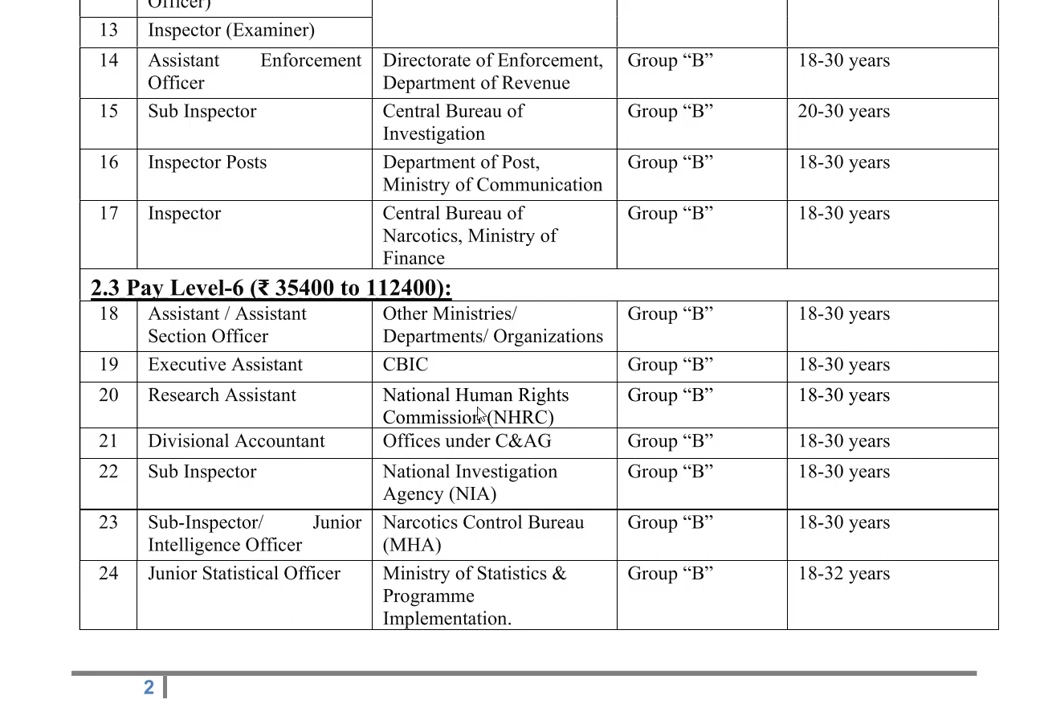 Officer)
13 Inspector (Examiner)
14 Assistant Enforcement Directorate of Enforcement, Group “B” 18-30 years
Officer Department of Revenue
15 Sub Inspector Central Bureau of Group “B” 20-30 years
Investigation
16 Inspector Posts Department of Post, Group “B” 18-30 years
Ministry of Communication
17 Inspector Central Bureau of Group “B” 18-30 years
Narcotics, Ministry of
Finance
2.3 Pay Level-6 (₹ 35400 to 112400):
18 Assistant / Assistant Other Ministries/ Group “B” 18-30 years
Section Officer Departments/ Organizations
19 Executive Assistant CBIC Group “B” 18-30 years
20 Research Assistant National Human Rights Group “B” 18-30 years
Commission (NHRC)
21 Divisional Accountant Offices under C&AG Group “B” 18-30 years
22 Sub Inspector National Investigation Group “B” 18-30 years
Agency (NIA)
23 Sub-Inspector/ Junior Narcotics Control Bureau Group “B” 18-30 years
Intelligence Officer (MHA)
24 Junior Statistical Officer Ministry of Statistics & Group “B” 18-32 years
Programme
Implementation.
2